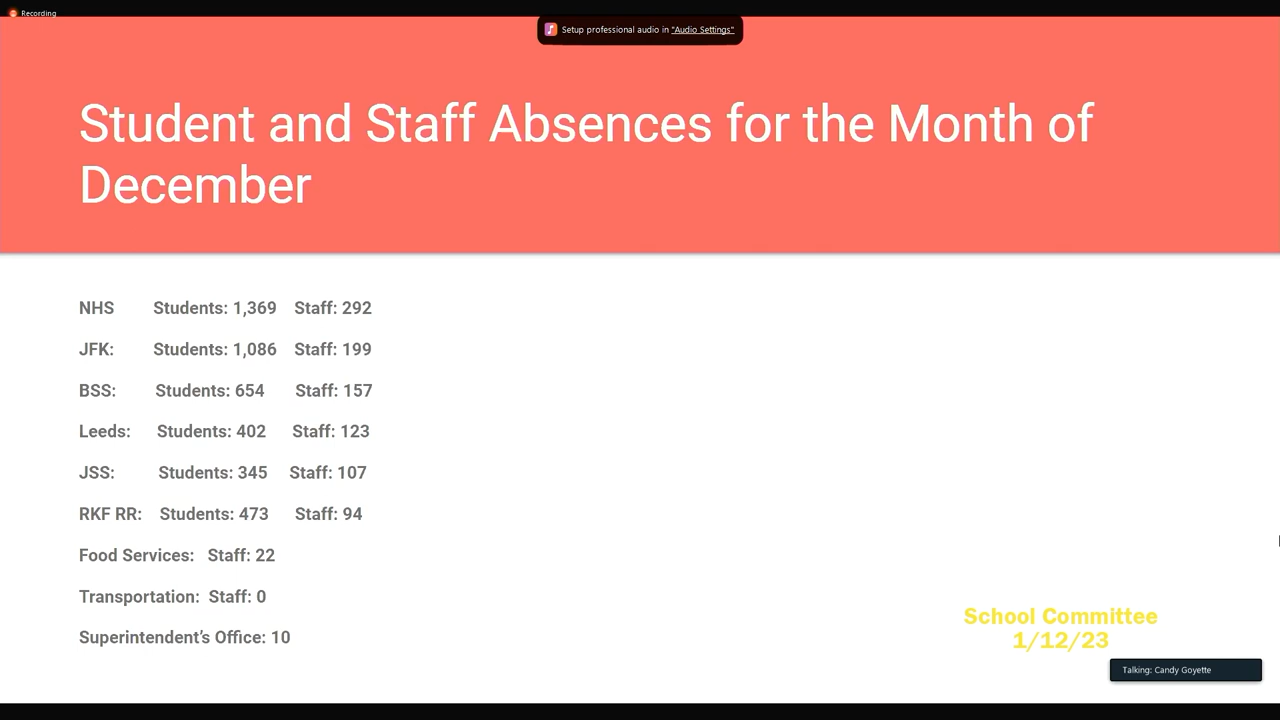 Recording
Setup professional audio in "Audio Settings"
Student and Staff Absences for the Month of
December
NHS Students: 1,369 Staff: 292
JFK: Students: 1,086 Staff: 199
BSS: Students: 654 Staff: 157
Leeds: Students: 402 Staff: 123
JSS: Students: 345 Staff: 107
RKF RR: Students: 473 Staff: 94
Food Services: Staff: 22
Transportation: Staff: 0
Superintendent's Office: 10
School Committee
1/12/23
Talking: Candy Goyette